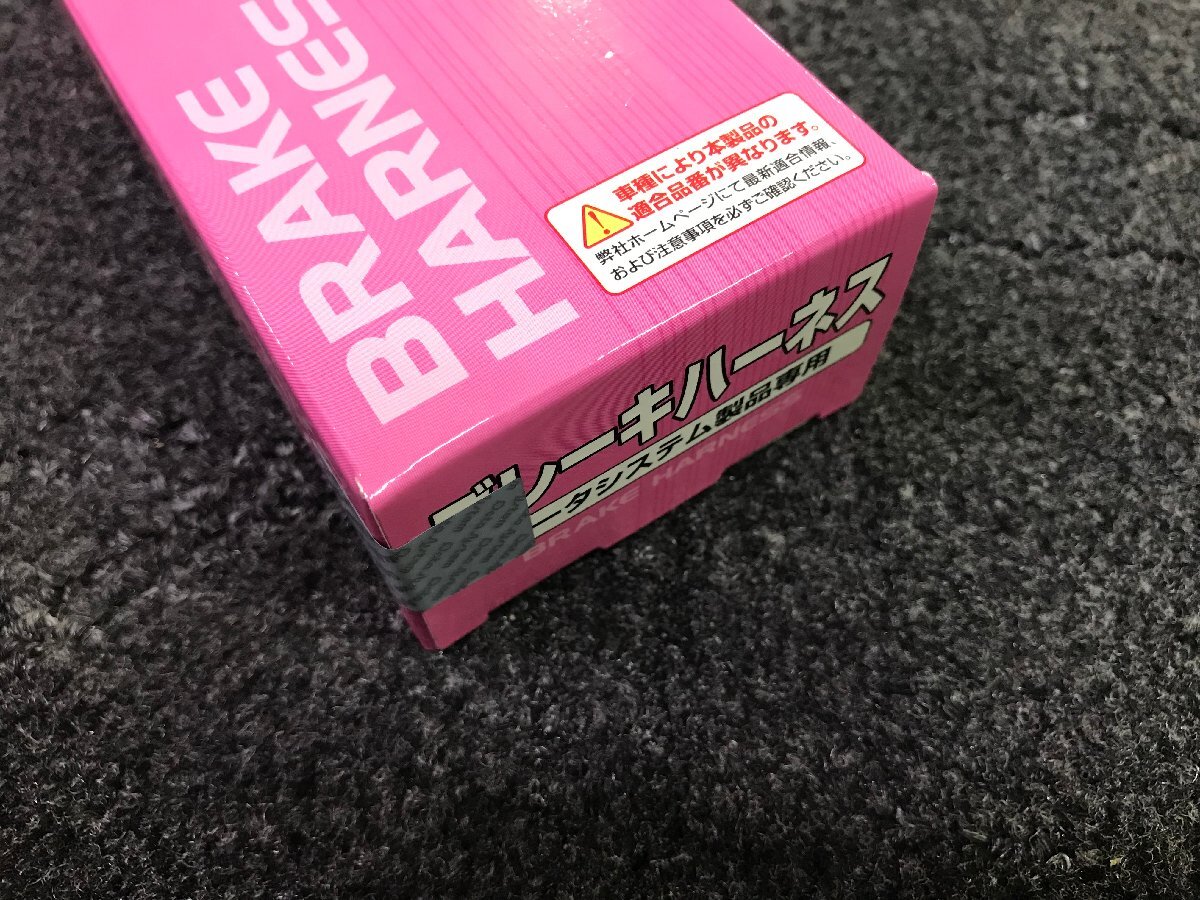 BRAKE
HARNESS
車種により本製品の
適合品番が異なります。
弊社ホームページにて最新適合情報、
および注意事項を必ずご確認ください。
ブレーキハーネス
ータシステム製品専用
BRAKE HARNESS